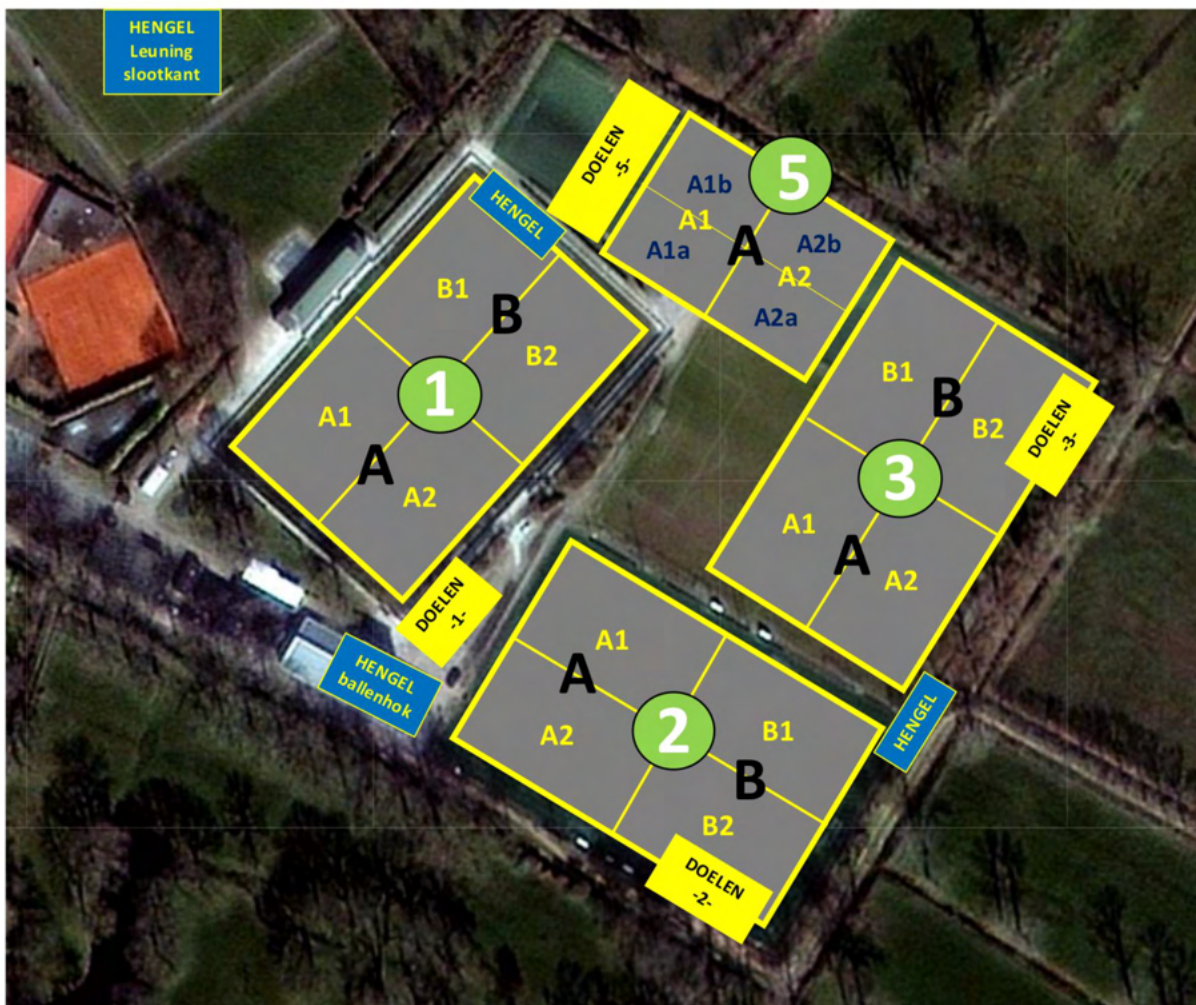 HENGEL
Leuning
slootkant
DOELEN
-5-
5
A1b
A1
A1a
A
A2b
A2
A2a
HENGEL
B1
B
B2
1
A1
A
A2
B1
B
B2
DOELEN
-3-
3
A1
A
A2
DOELEN
-1-
HENGEL
ballenhok
A1
A
A2
2
B1
B
B2
HENGEL
DOELEN
-2-